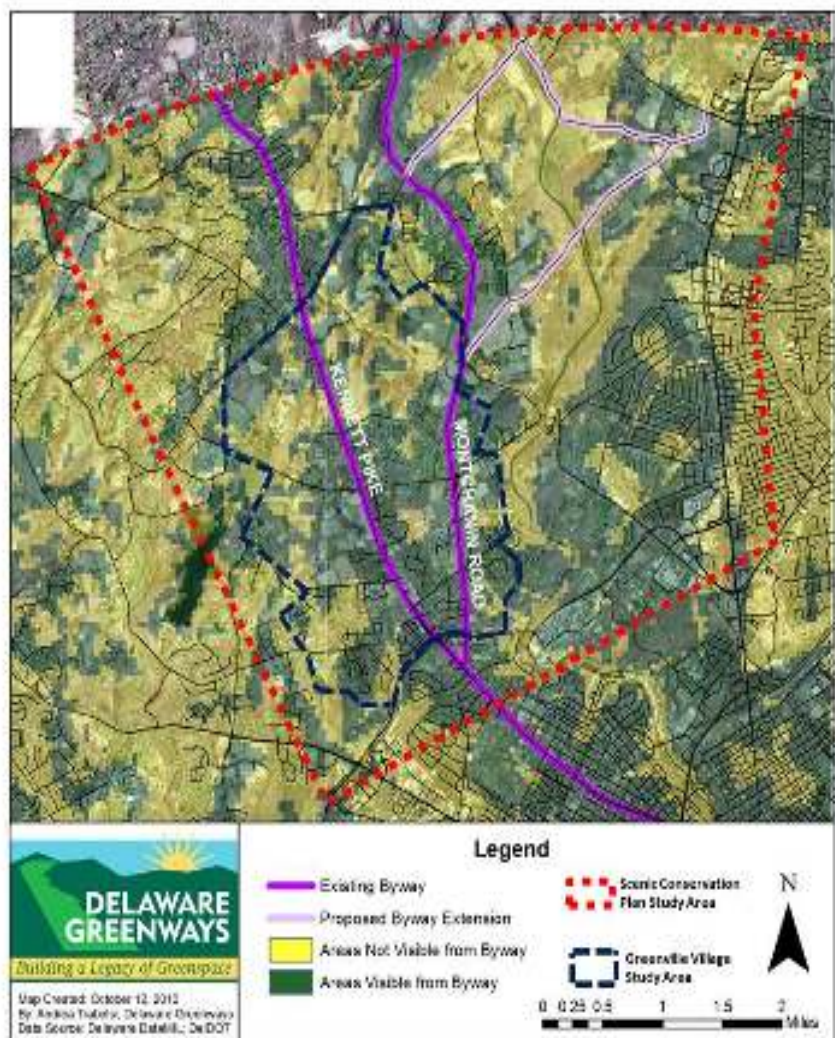 KENNETT PIKE
MONTCHANIN ROAD
DELAWARE
GREENWAYS
Building a Legacy of Greenspace
Map Created: October 12, 2012
By: Andrea Trabelsi, Delaware Greenways
Data Source: Delaware DataMIL; DelDOT
Legend
Existing Byway
Proposed Byway Extension
Areas Not Visible from Byway
Areas Visible from Byway
Scenic Conservation
Plan Study Area
Greenville Village
Study Area
N
0 0.25 0.5 1 1.5 2
Miles